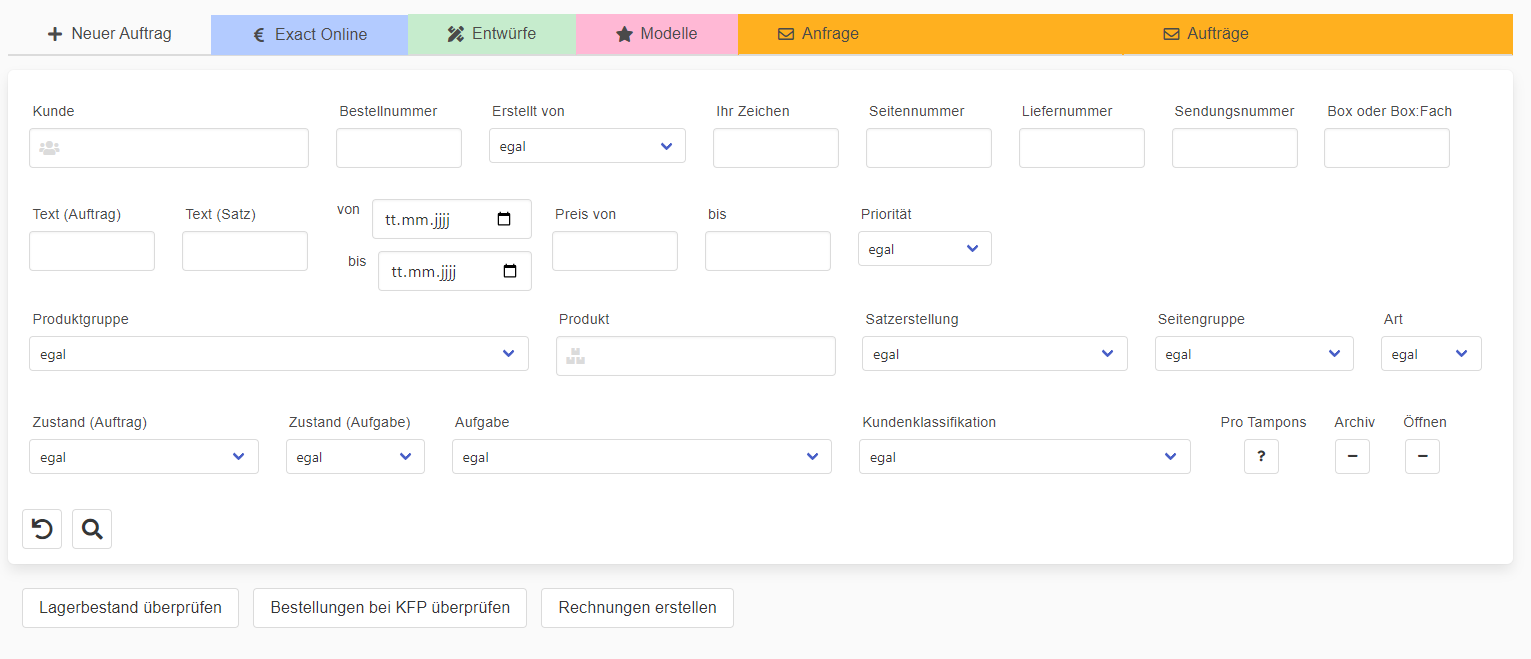 Neuer Auftrag
€ Exact Online
Entwürfe
Modelle
Anfrage
Aufträge
Kunde
Bestellnummer
Erstellt von
Ihr Zeichen
Seitennummer
Liefernummer
Sendungsnummer
Box oder Box:Fach
egal
Text (Auftrag)
Text (Satz)
von
tt.mm.jjjj
bis
tt.mm.jjjj
Preis von
bis
Priorität
egal
Produktgruppe
Produkt
Satzerstellung
Seitengruppe
Art
egal
egal
egal
egal
Zustand (Auftrag)
Zustand (Aufgabe)
Aufgabe
Kundenklassifikation
Pro Tampons
Archiv
Öffnen
egal
egal
egal
egal
?
−
−
Lagerbestand überprüfen
Bestellungen bei KFP überprüfen
Rechnungen erstellen